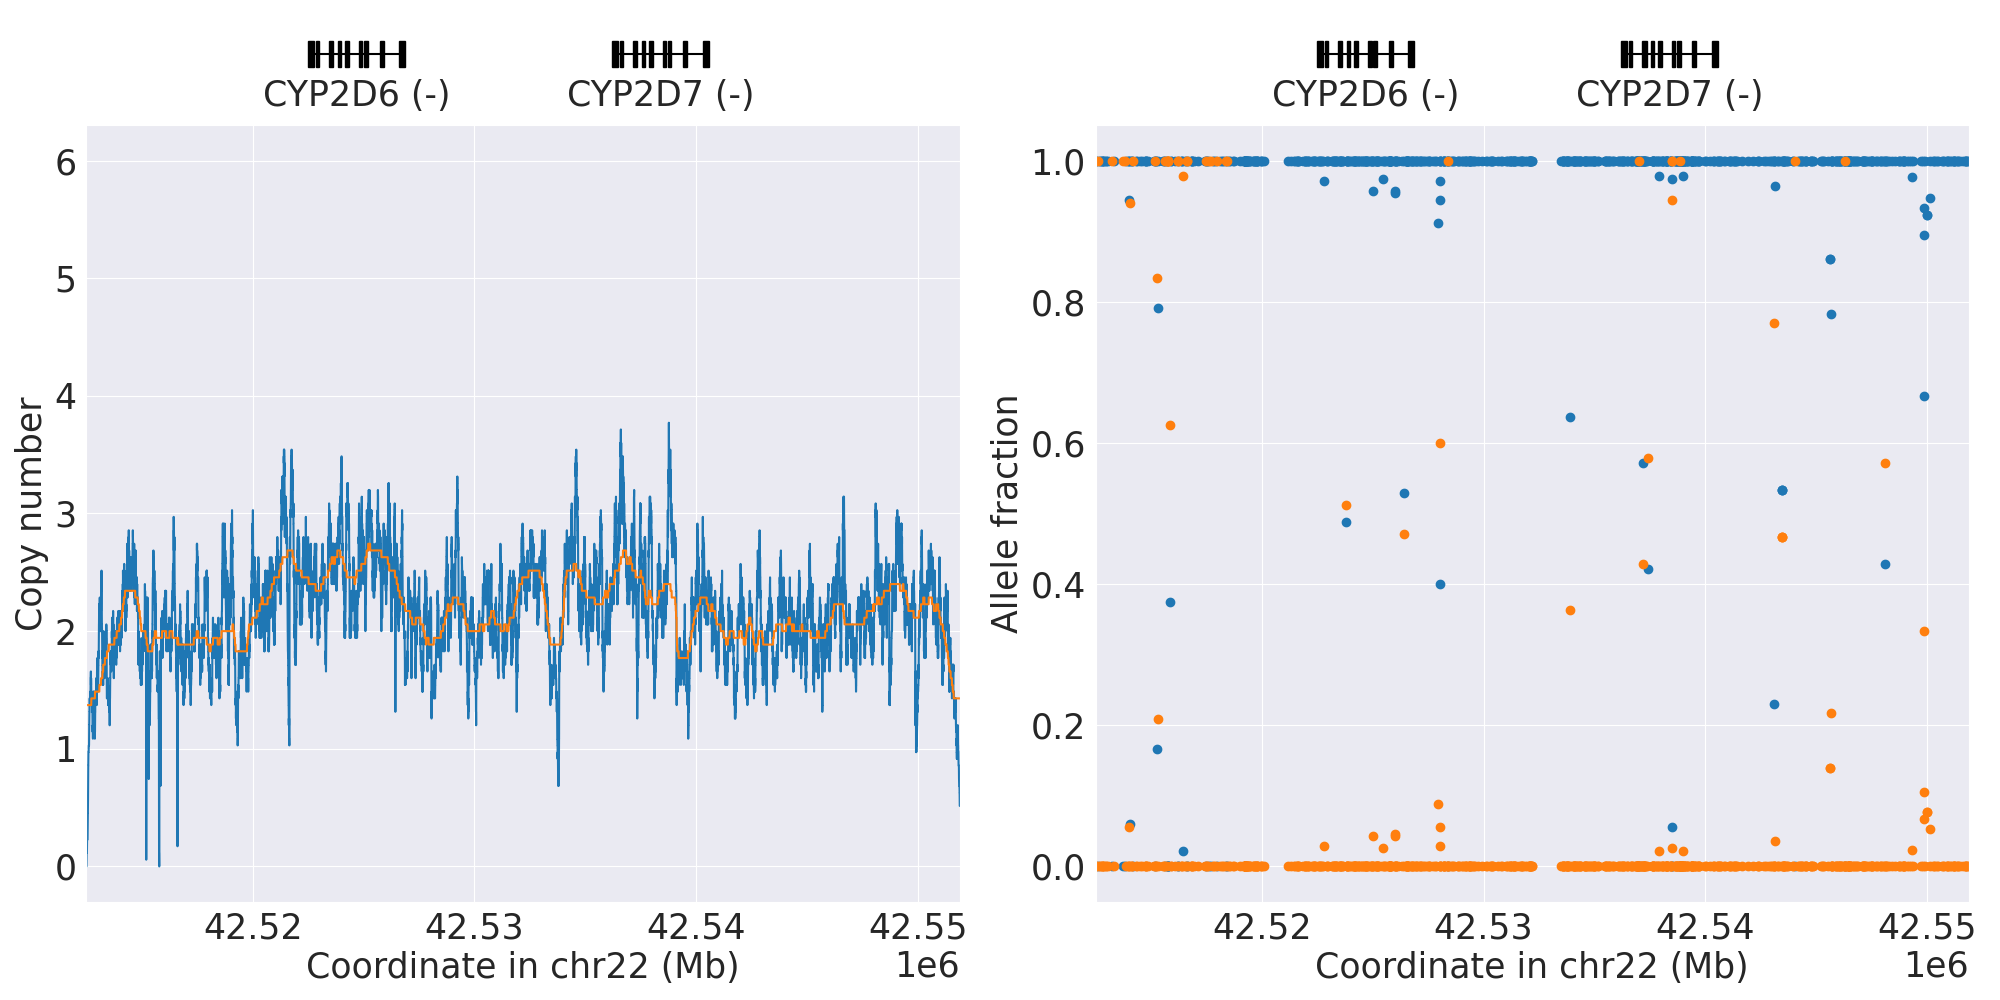 CYP2D6 (-) CYP2D7 (-)
6
5
4
3
2
1
0
Copy number
42.52 42.53 42.54 42.55
Coordinate in chr22 (Mb) 1e6
CYP2D6 (-) CYP2D7 (-)
1.0
0.8
0.6
0.4
0.2
0.0
Allele fraction
42.52 42.53 42.54 42.55
Coordinate in chr22 (Mb) 1e6